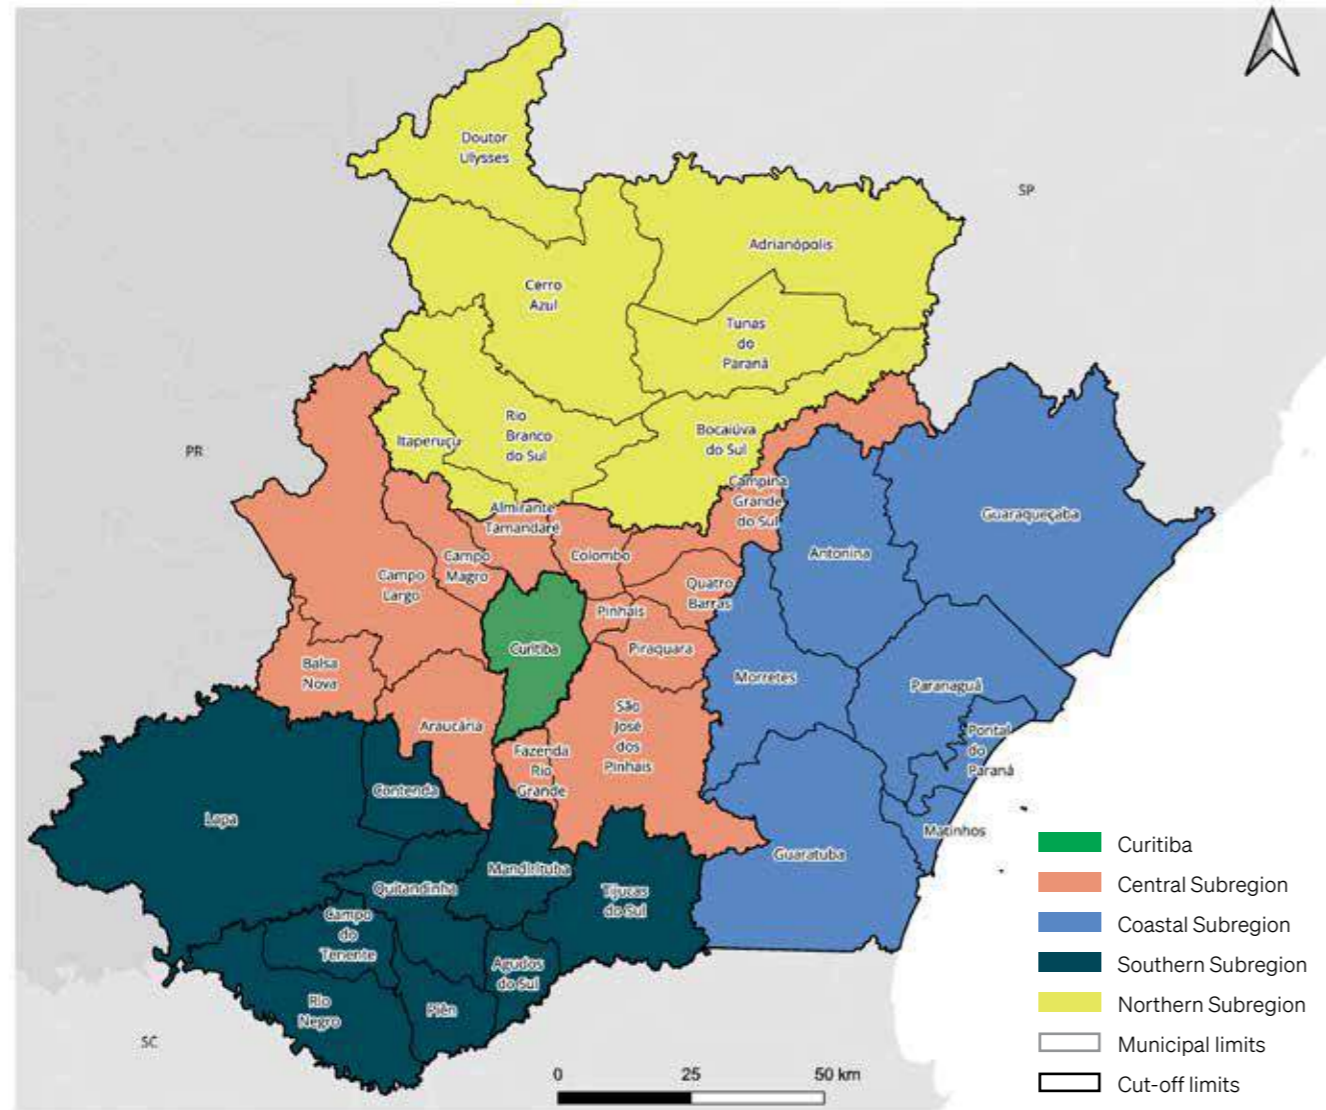 Doutor
Ulysses
SP
Adrianópolis
Cerro
Azul
Tunas
do
Paraná
Rio
Branco
do Sul
Itaperuçu
Bocaiúva
do Sul
PR
Campina
Grande
do Sul
Almirante
Tamandaré
Guaraqueçaba
Antonina
Colombo
Campo
Magro
Campo
Largo
Quatro
Barras
Pinhais
Curitiba
Piraquara
Balsa
Nova
Morretes
Paranaguá
São
José
dos
Pinhais
Araucária
Pontal
do
Paraná
Fazenda
Rio
Grande
Contenda
Lapa
Matinhos
Guaratuba
Mandirituba
Quitandinha
Tijucas
do Sul
Campo
do
Tenente
Agudos
do Sul
Rio
Negro
Piên
SC
0 25 50 km
Curitiba
Central Subregion
Coastal Subregion
Southern Subregion
Northern Subregion
Municipal limits
Cut-off limits